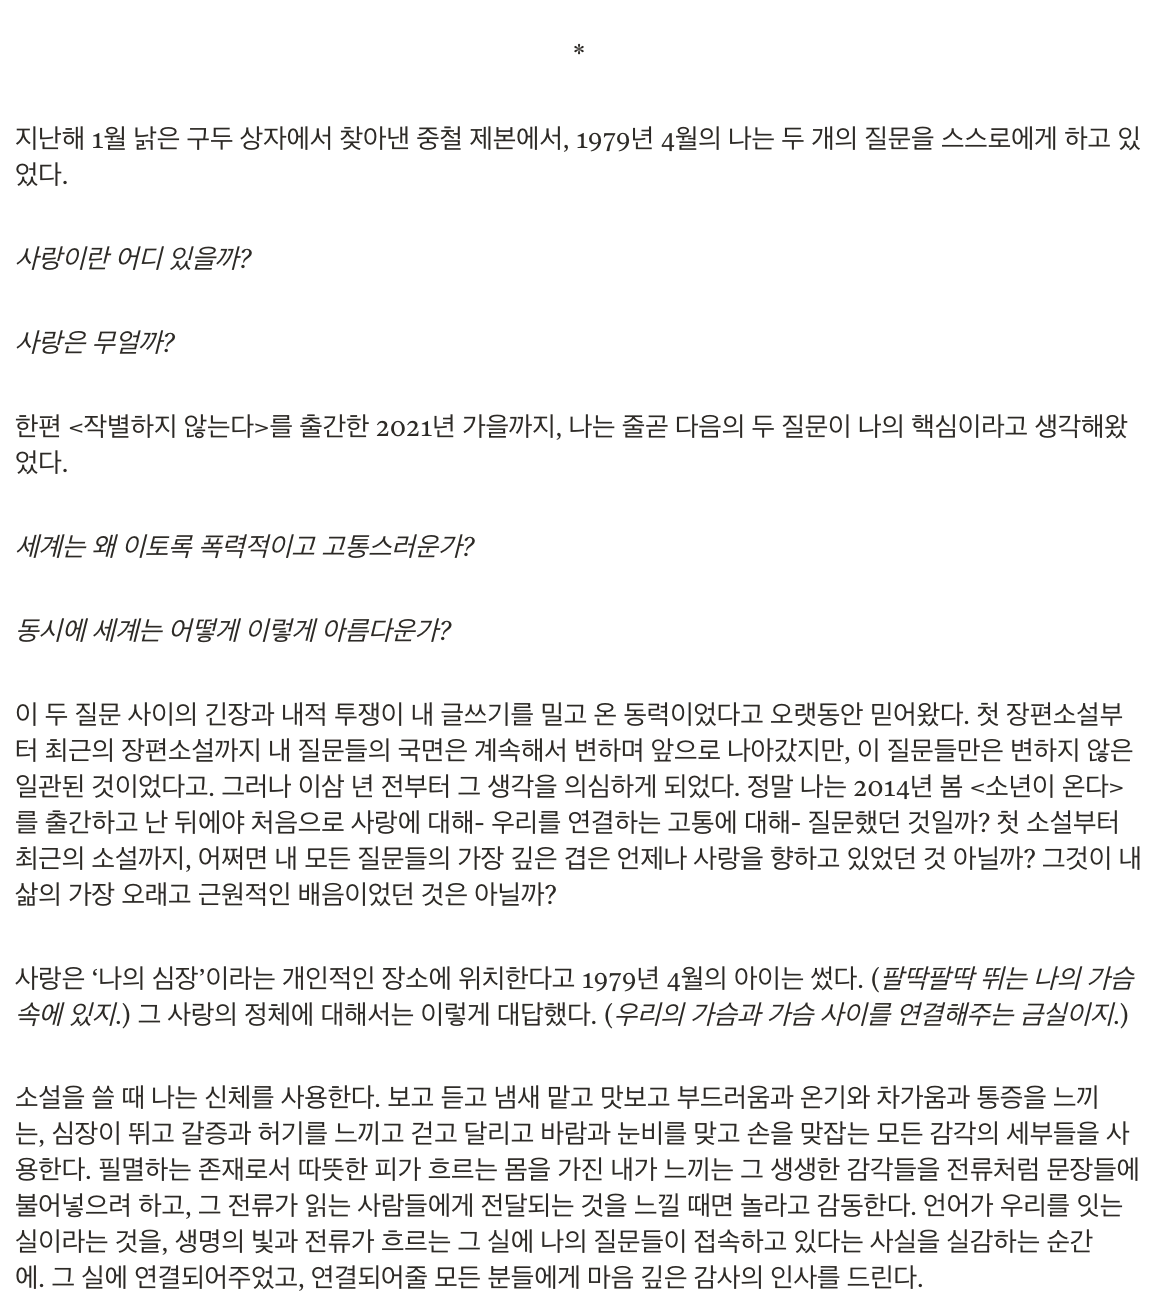 *
지난해 1월 낡은 구두 상자에서 찾아낸 중철 제본에서, 1979년 4월의 나는 두 개의 질문을 스스로에게 하고 있
었다.
사랑이란 어디 있을까?
사랑은 무얼까?
한편 <작별하지 않는다>를 출간한 2021년 가을까지, 나는 줄곧 다음의 두 질문이 나의 핵심이라고 생각해왔
었다.
세계는 왜 이토록 폭력적이고 고통스러운가?
동시에 세계는 어떻게 이렇게 아름다운가?
이 두 질문 사이의 긴장과 내적 투쟁이 내 글쓰기를 밀고 온 동력이었다고 오랫동안 믿어왔다. 첫 장편소설부
터 최근의 장편소설까지 내 질문들의 국면은 계속해서 변하며 앞으로 나아갔지만, 이 질문들만은 변하지 않은
일관된 것이었다고. 그러나 이삼 년 전부터 그 생각을 의심하게 되었다. 정말 나는 2014년 봄 <소년이 온다>
를 출간하고 난 뒤에야 처음으로 사랑에 대해- 우리를 연결하는 고통에 대해- 질문했던 것일까? 첫 소설부터
최근의 소설까지, 어쩌면 내 모든 질문들의 가장 깊은 겹은 언제나 사랑을 향하고 있었던 것 아닐까? 그것이 내
삶의 가장 오래고 근원적인 배음이었던 것은 아닐까?
사랑은 ‘나의 심장’이라는 개인적인 장소에 위치한다고 1979년 4월의 아이는 썼다. (팔딱팔딱 뛰는 나의 가슴
속에 있지.) 그 사랑의 정체에 대해서는 이렇게 대답했다. (우리의 가슴과 가슴 사이를 연결해주는 금실이지.)
소설을 쓸 때 나는 신체를 사용한다. 보고 듣고 냄새 맡고 맛보고 부드러움과 온기와 차가움과 통증을 느끼
는, 심장이 뛰고 갈증과 허기를 느끼고 걷고 달리고 바람과 눈비를 맞고 손을 맞잡는 모든 감각의 세부들을 사
용한다. 필멸하는 존재로서 따뜻한 피가 흐르는 몸을 가진 내가 느끼는 그 생생한 감각들을 전류처럼 문장들에
불어넣으려 하고, 그 전류가 읽는 사람들에게 전달되는 것을 느낄 때면 놀라고 감동한다. 언어가 우리를 잇는
실이라는 것을, 생명의 빛과 전류가 흐르는 그 실에 나의 질문들이 접속하고 있다는 사실을 실감하는 순간
에. 그 실에 연결되어주었고, 연결되어줄 모든 분들에게 마음 깊은 감사의 인사를 드린다.